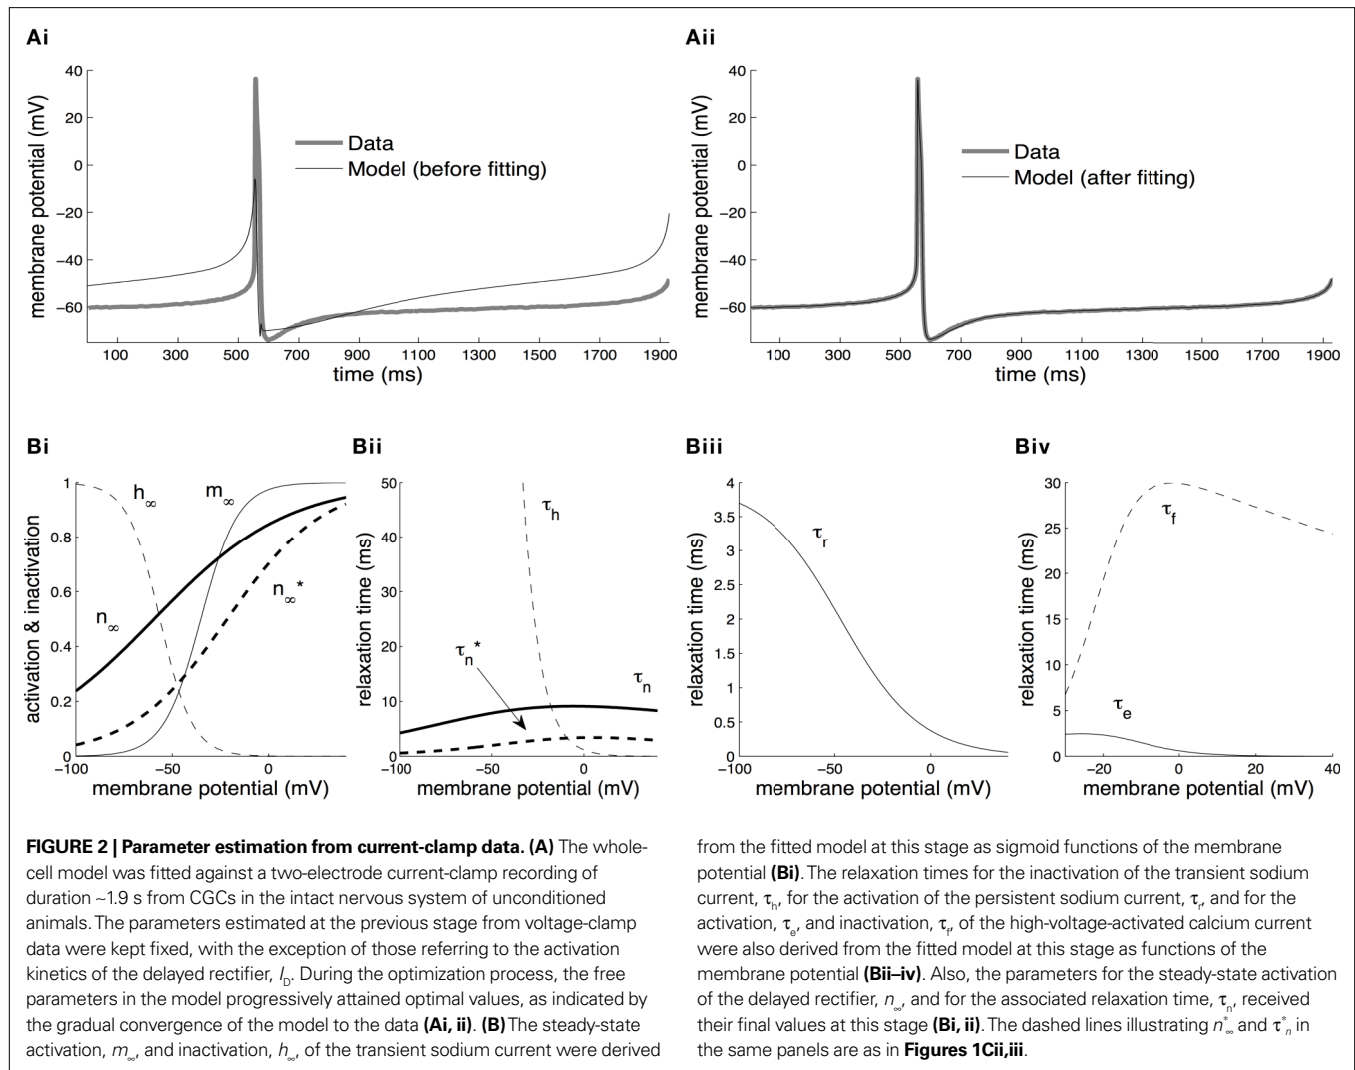 Ai
Aii
40
20
0
−20
−40
−60
membrane potential (mV)
Data
Model (before fitting)
100 300 500 700 900 1100 1300 1500 1700 1900
time (ms)
40
20
0
−20
−40
−60
membrane potential (mV)
Data
Model (after fitting)
100 300 500 700 900 1100 1300 1500 1700 1900
time (ms)
Bi
Bii
Biii
Biv
1
0.8
0.6
0.4
0.2
0
activation & inactivation
h∞
m∞
n∞
n∞*
−100 −50 0
membrane potential (mV)
50
40
30
20
10
0
relaxation time (ms)
τh
τn*
τn
−100 −50 0
membrane potential (mV)
4
3.5
3
2.5
2
1.5
1
0.5
0
relaxation time (ms)
τr
−100 −50 0
membrane potential (mV)
30
25
20
15
10
5
0
relaxation time (ms)
τf
τe
−20 0 20 40
membrane potential (mV)
FIGURE 2 | Parameter estimation from current-clamp data. (A) The whole-
cell model was fitted against a two-electrode current-clamp recording of
duration ~1.9 s from CGCs in the intact nervous system of unconditioned
animals. The parameters estimated at the previous stage from voltage-clamp
data were kept fixed, with the exception of those referring to the activation
kinetics of the delayed rectifier, ID. During the optimization process, the free
parameters in the model progressively attained optimal values, as indicated by
the gradual convergence of the model to the data (Ai, ii). (B) The steady-state
activation, m∞, and inactivation, h∞, of the transient sodium current were derived
from the fitted model at this stage as sigmoid functions of the membrane
potential (Bi). The relaxation times for the inactivation of the transient sodium
current, τh, for the activation of the persistent sodium current, τr, and for the
activation, τe, and inactivation, τf, of the high-voltage-activated calcium current
were also derived from the fitted model at this stage as functions of the
membrane potential (Bii–iv). Also, the parameters for the steady-state activation
of the delayed rectifier, n∞, and for the associated relaxation time, τn, received
their final values at this stage (Bi, ii). The dashed lines illustrating n*∞ and τ*n in
the same panels are as in Figures 1Cii,iii.